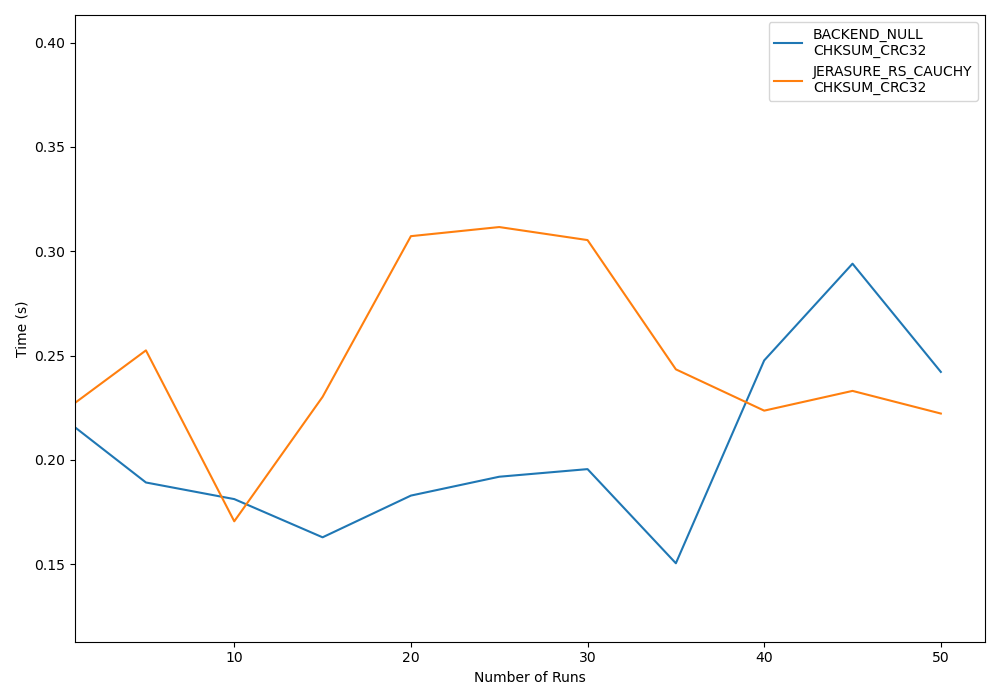 BACKEND_NULL
CHKSUM_CRC32
JERASURE_RS_CAUCHY
CHKSUM_CRC32
0.40
0.35
0.30
0.25
0.20
0.15
Time (s)
10 20 30 40 50
Number of Runs